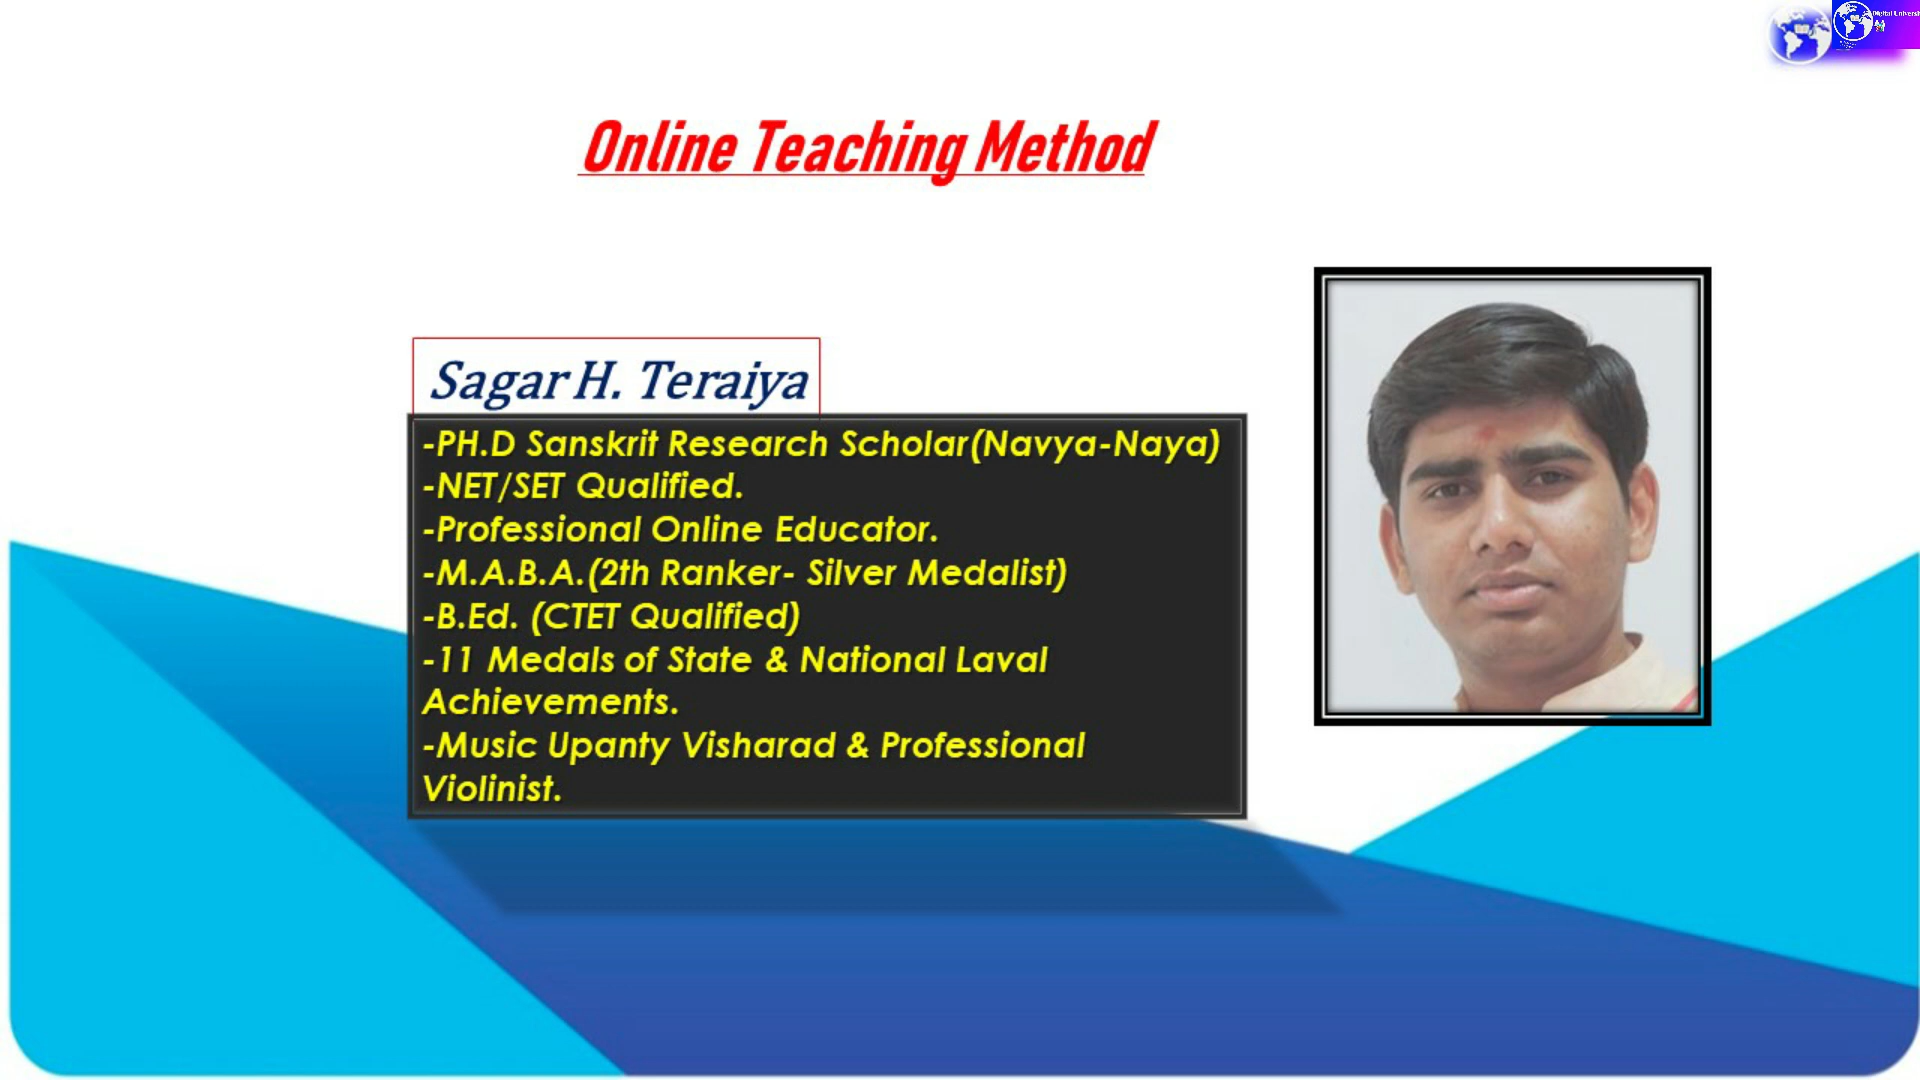 Online Teaching Method
Sagar H. Teraiya
-PH.D Sanskrit Research Scholar(Navya-Naya)
-NET/SET Qualified.
-Professional Online Educator.
-M.A.B.A.(2th Ranker- Silver Medalist)
-B.Ed. (CTET Qualified)
-11 Medals of State & National Laval
Achievements.
-Music Upanty Visharad & Professional
Violinist.